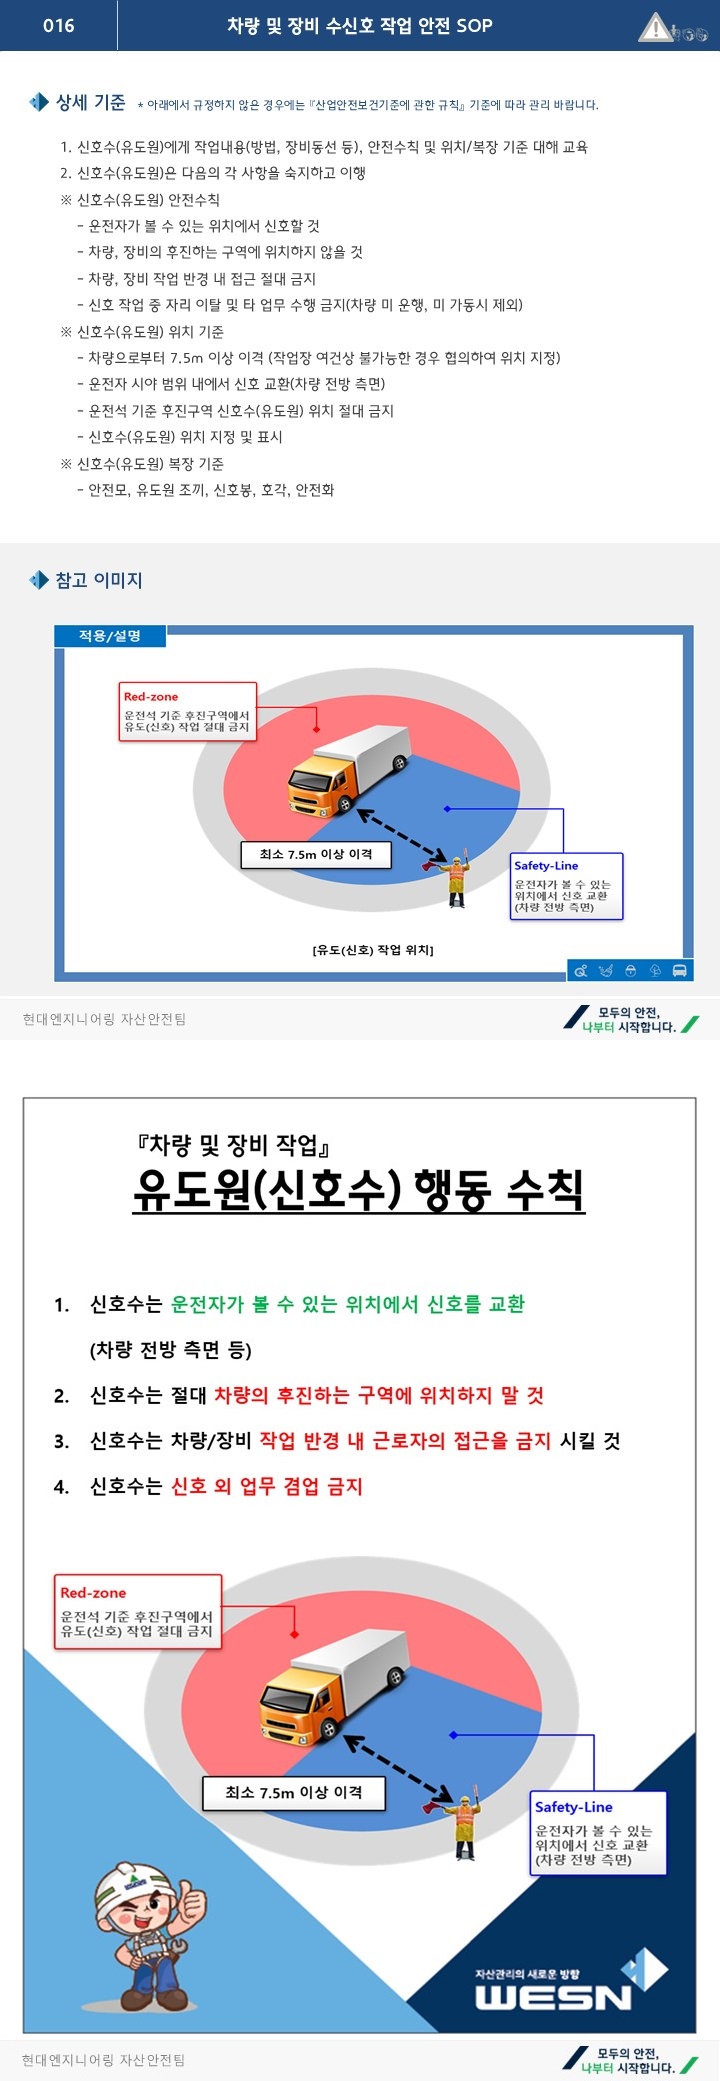 016
차량 및 장비 수신호 작업 안전 SOP
상세 기준 * 아래에서 규정하지 않은 경우에는 『산업안전보건기준에 관한 규칙』 기준에 따라 관리 바랍니다.
1. 신호수(유도원)에게 작업내용(방법, 장비동선 등), 안전수칙 및 위치/복장 기준 대해 교육
2. 신호수(유도원)은 다음의 각 사항을 숙지하고 이행
※ 신호수(유도원) 안전수칙
- 운전자가 볼 수 있는 위치에서 신호할 것
- 차량, 장비의 후진하는 구역에 위치하지 않을 것
- 차량, 장비 작업 반경 내 접근 절대 금지
- 신호 작업 중 자리 이탈 및 타 업무 수행 금지(차량 미 운행, 미 가동시 제외)
※ 신호수(유도원) 위치 기준
- 차량으로부터 7.5m 이상 이격 (작업장 여건상 불가능한 경우 협의하여 위치 지정)
- 운전자 시야 범위 내에서 신호 교환(차량 전방 측면)
- 운전석 기준 후진구역 신호수(유도원) 위치 절대 금지
- 신호수(유도원) 위치 지정 및 표시
※ 신호수(유도원) 복장 기준
- 안전모, 유도원 조끼, 신호봉, 호각, 안전화
참고 이미지
적용/설명
Red-zone
운전석 기준 후진구역에서
유도(신호) 작업 절대 금지
최소 7.5m 이상 이격
Safety-Line
운전자가 볼 수 있는
위치에서 신호 교환
(차량 전방 측면)
[유도(신호) 작업 위치]
현대엔지니어링 자산안전팀
모두의 안전,
나부터 시작합니다.
『차량 및 장비 작업』
유도원(신호수) 행동 수칙
1. 신호수는 운전자가 볼 수 있는 위치에서 신호를 교환
(차량 전방 측면 등)
2. 신호수는 절대 차량의 후진하는 구역에 위치하지 말 것
3. 신호수는 차량/장비 작업 반경 내 근로자의 접근을 금지 시킬 것
4. 신호수는 신호 외 업무 겸업 금지
Red-zone
운전석 기준 후진구역에서
유도(신호) 작업 절대 금지
최소 7.5m 이상 이격
Safety-Line
운전자가 볼 수 있는
위치에서 신호 교환
(차량 전방 측면)
자산관리의 새로운 방향
WESN
현대엔지니어링 자산안전팀
모두의 안전,
나부터 시작합니다.